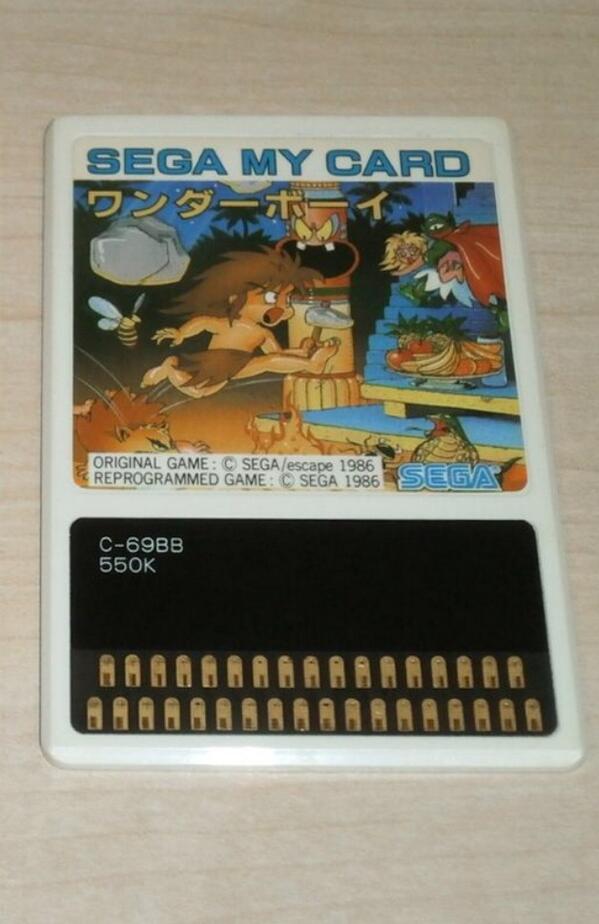 SEGA MY CARD
ワンダーボーイ
ORIGINAL GAME : © SEGA/escape 1986
REPROGRAMMED GAME : © SEGA 1986
SEGA
C-69BB
550K